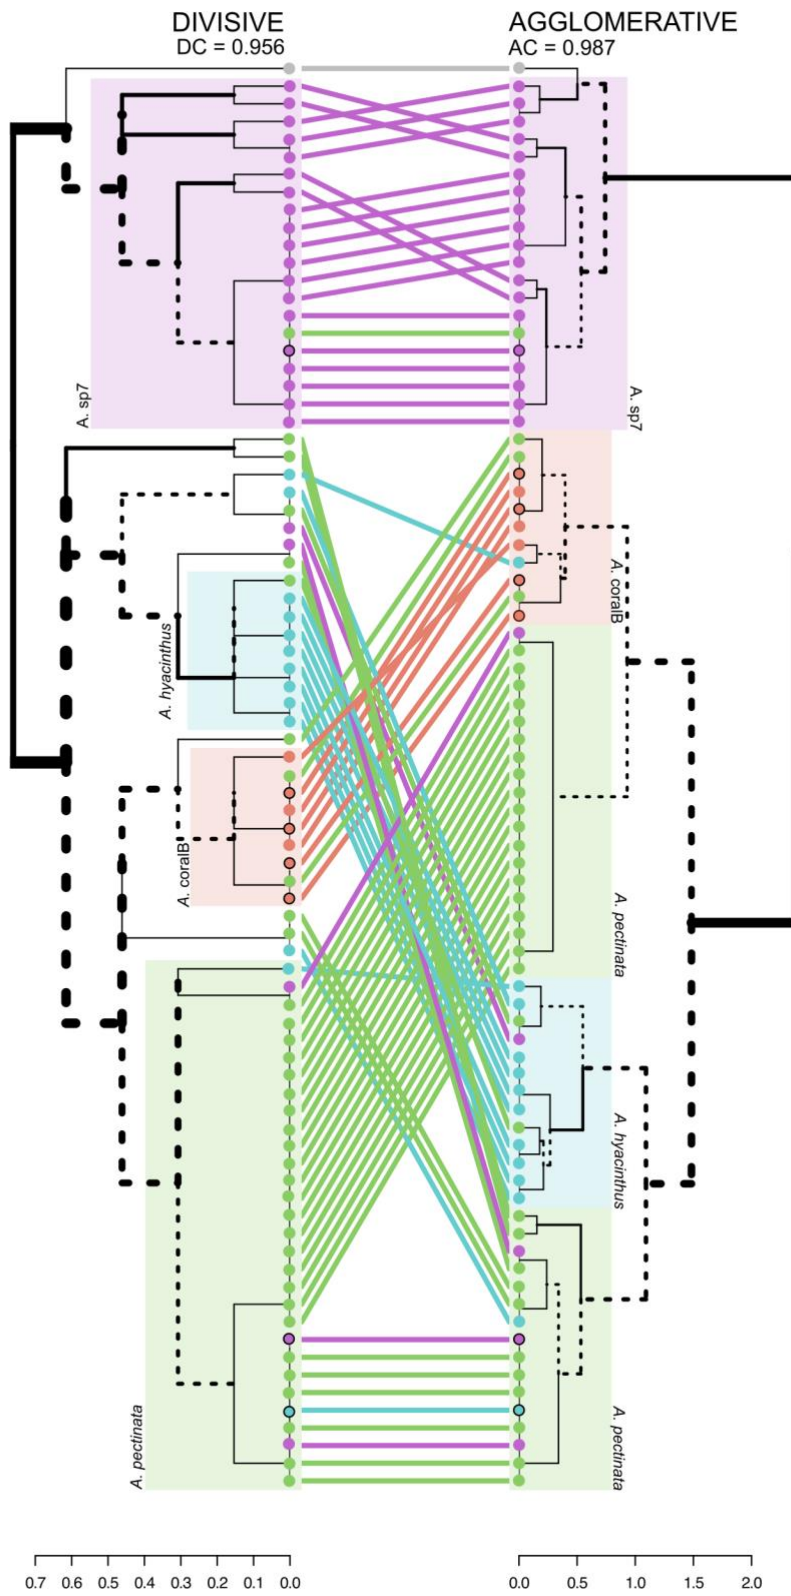 DIVISIVE
DC = 0.956
AGGLOMERATIVE
AC = 0.987
A. sp7
A. sp7
A. coralB
A. hyacinthus
A. coralB
A. pectinata
A. hyacinthus
A. pectinata
A. pectinata
0.7 0.6 0.5 0.4 0.3 0.2 0.1 0.0
0.0 0.5 1.0 1.5 2.0